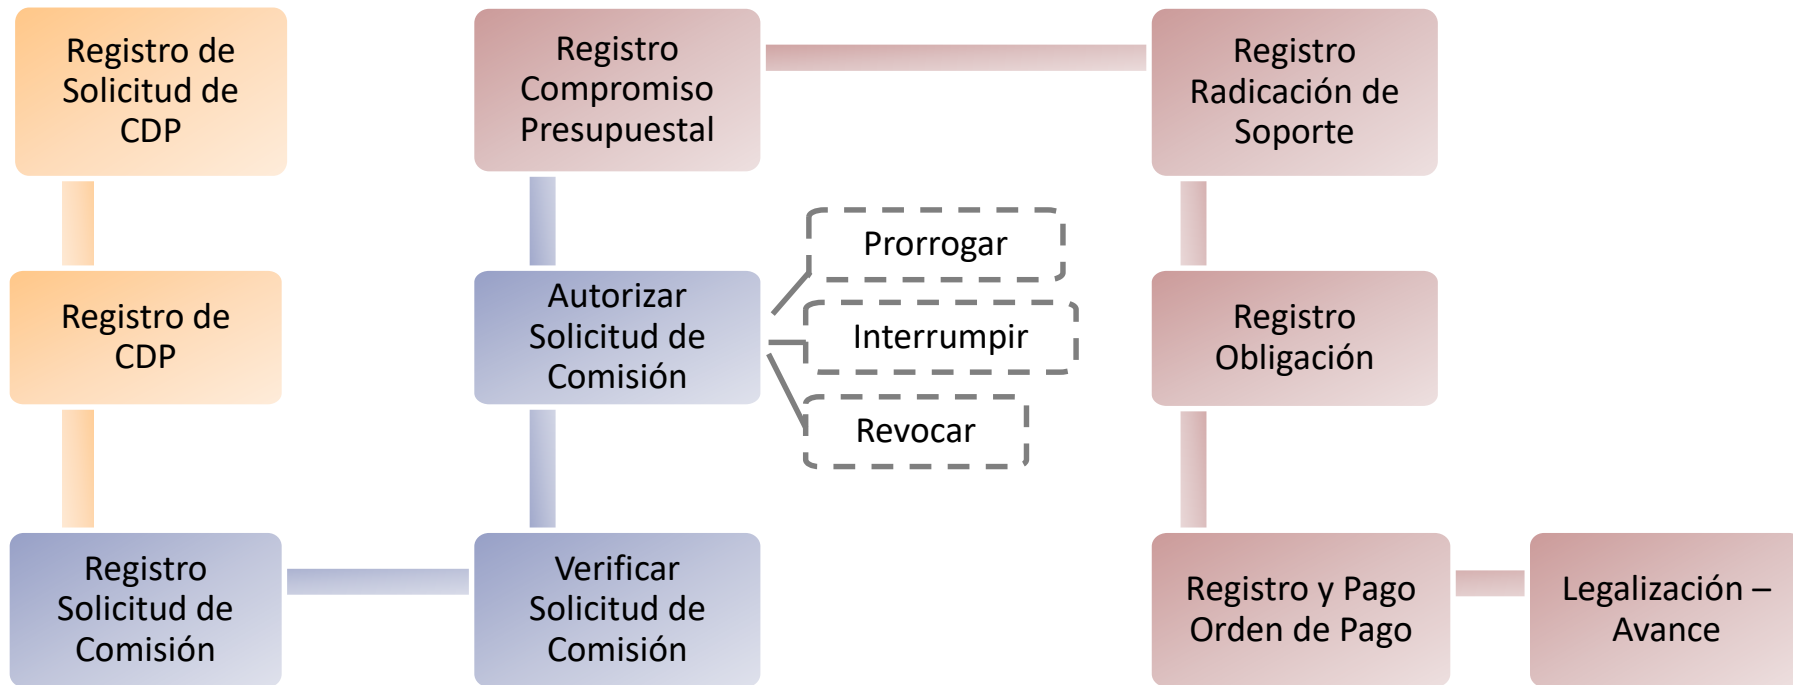 Registro de
Solicitud de
CDP
Registro de
CDP
Registro
Solicitud de
Comisión
Verificar
Solicitud de
Comisión
Autorizar
Solicitud de
Comisión
Prorrogar
Interrumpir
Revocar
Registro
Compromiso
Presupuestal
Registro
Radicación de
Soporte
Registro
Obligación
Registro y Pago
Orden de Pago
Legalización –
Avance